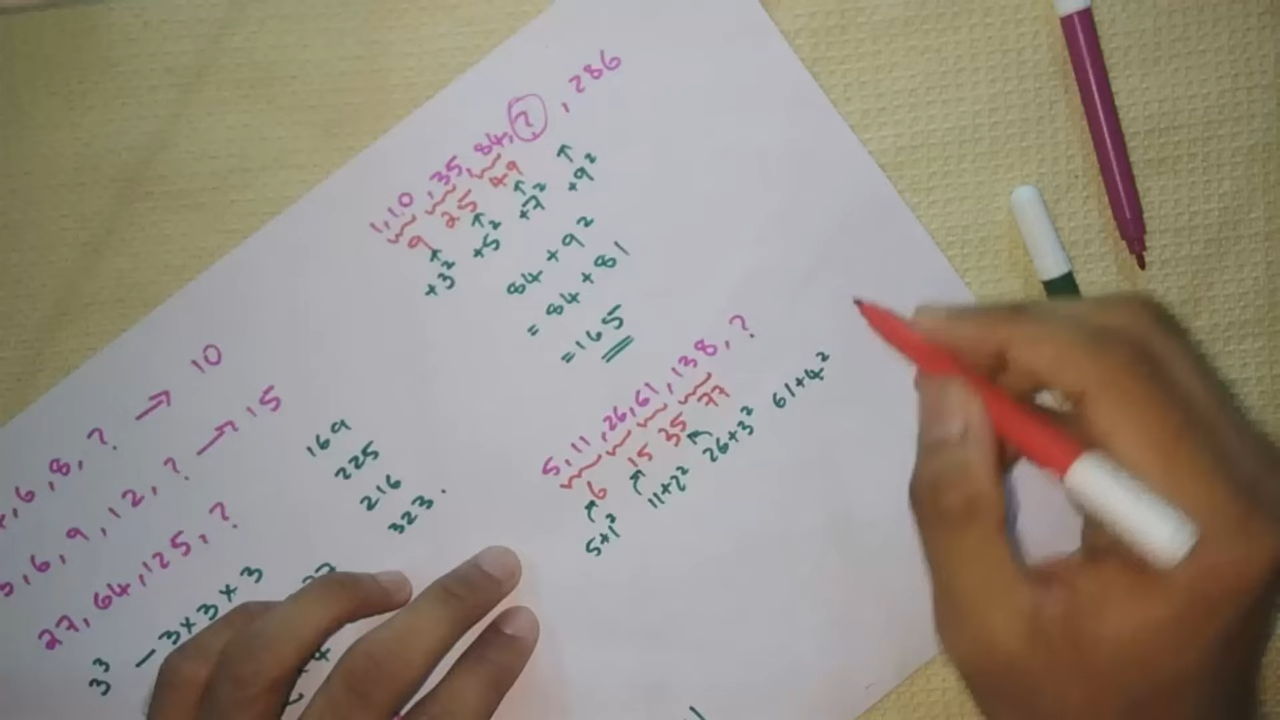 1,10,35,84,?,286
9 25 49
+3² +5² +7² +9²
84+9²
=84+81
=165
5,11,26,61,138,?
6 15 35 77
5+1² 11+2² 26+3² 61+4²
,6,8,? → 10
,6,9,12,? → 15
27,64,125,?
3³ – 3×3×3
169
225
216
323.